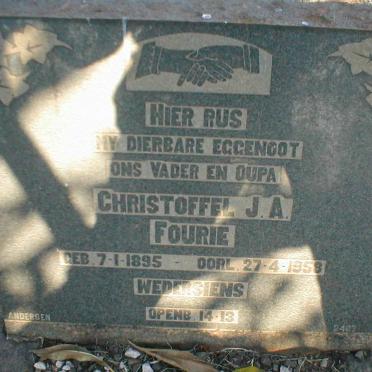 HIER RUS
MY DIERBARE EGGENOOT
ONS VADER EN OUPA
CHRISTOFFEL J.A.
FOURIE
GEB. 7-1-1895 - OORL. 27-4-1958
WEDERSIENS
OPENB 14-13
ANDERSEN